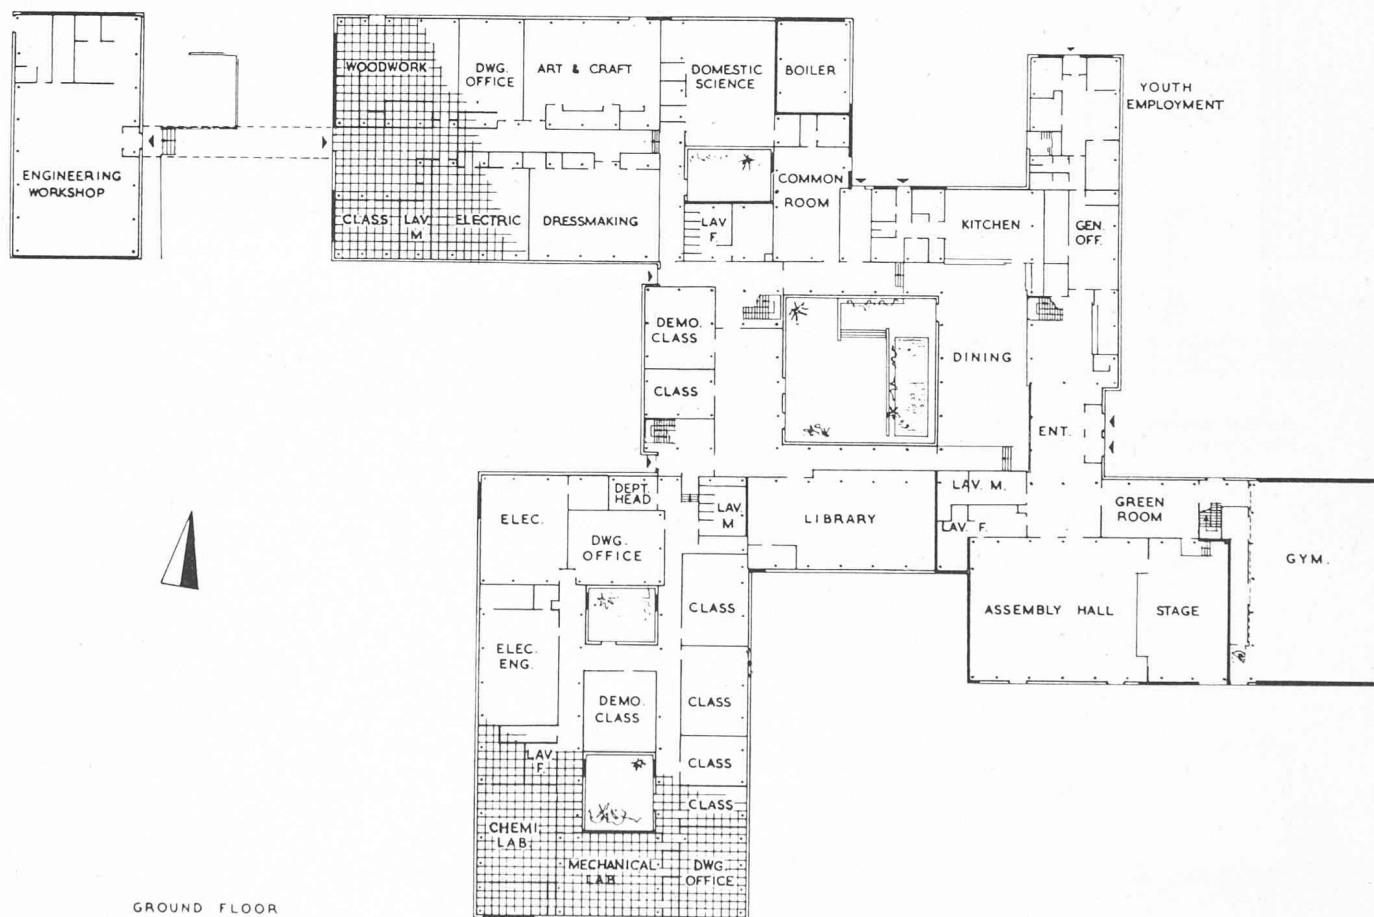 WOODWORK
DWG.
OFFICE
ART & CRAFT
DOMESTIC
SCIENCE
BOILER
YOUTH
EMPLOYMENT
ENGINEERING
WORKSHOP
CLASS
LAV.
M
ELECTRIC
DRESSMAKING
LAV
F.
COMMON
ROOM
KITCHEN
GEN.
OFF.
DEMO.
CLASS
CLASS
DINING
ENT.
ELEC.
DEPT.
HEAD
DWG.
OFFICE
LAV.
M
LIBRARY
LAV. M.
LAV. F.
GREEN
ROOM
GYM.
ASSEMBLY HALL
STAGE
CLASS
ELEC.
ENG.
DEMO.
CLASS
CLASS
CLASS
LAV.
F.
CLASS
CHEMI.
LAB.
MECHANICAL
LAB
DWG.
OFFICE
GROUND FLOOR